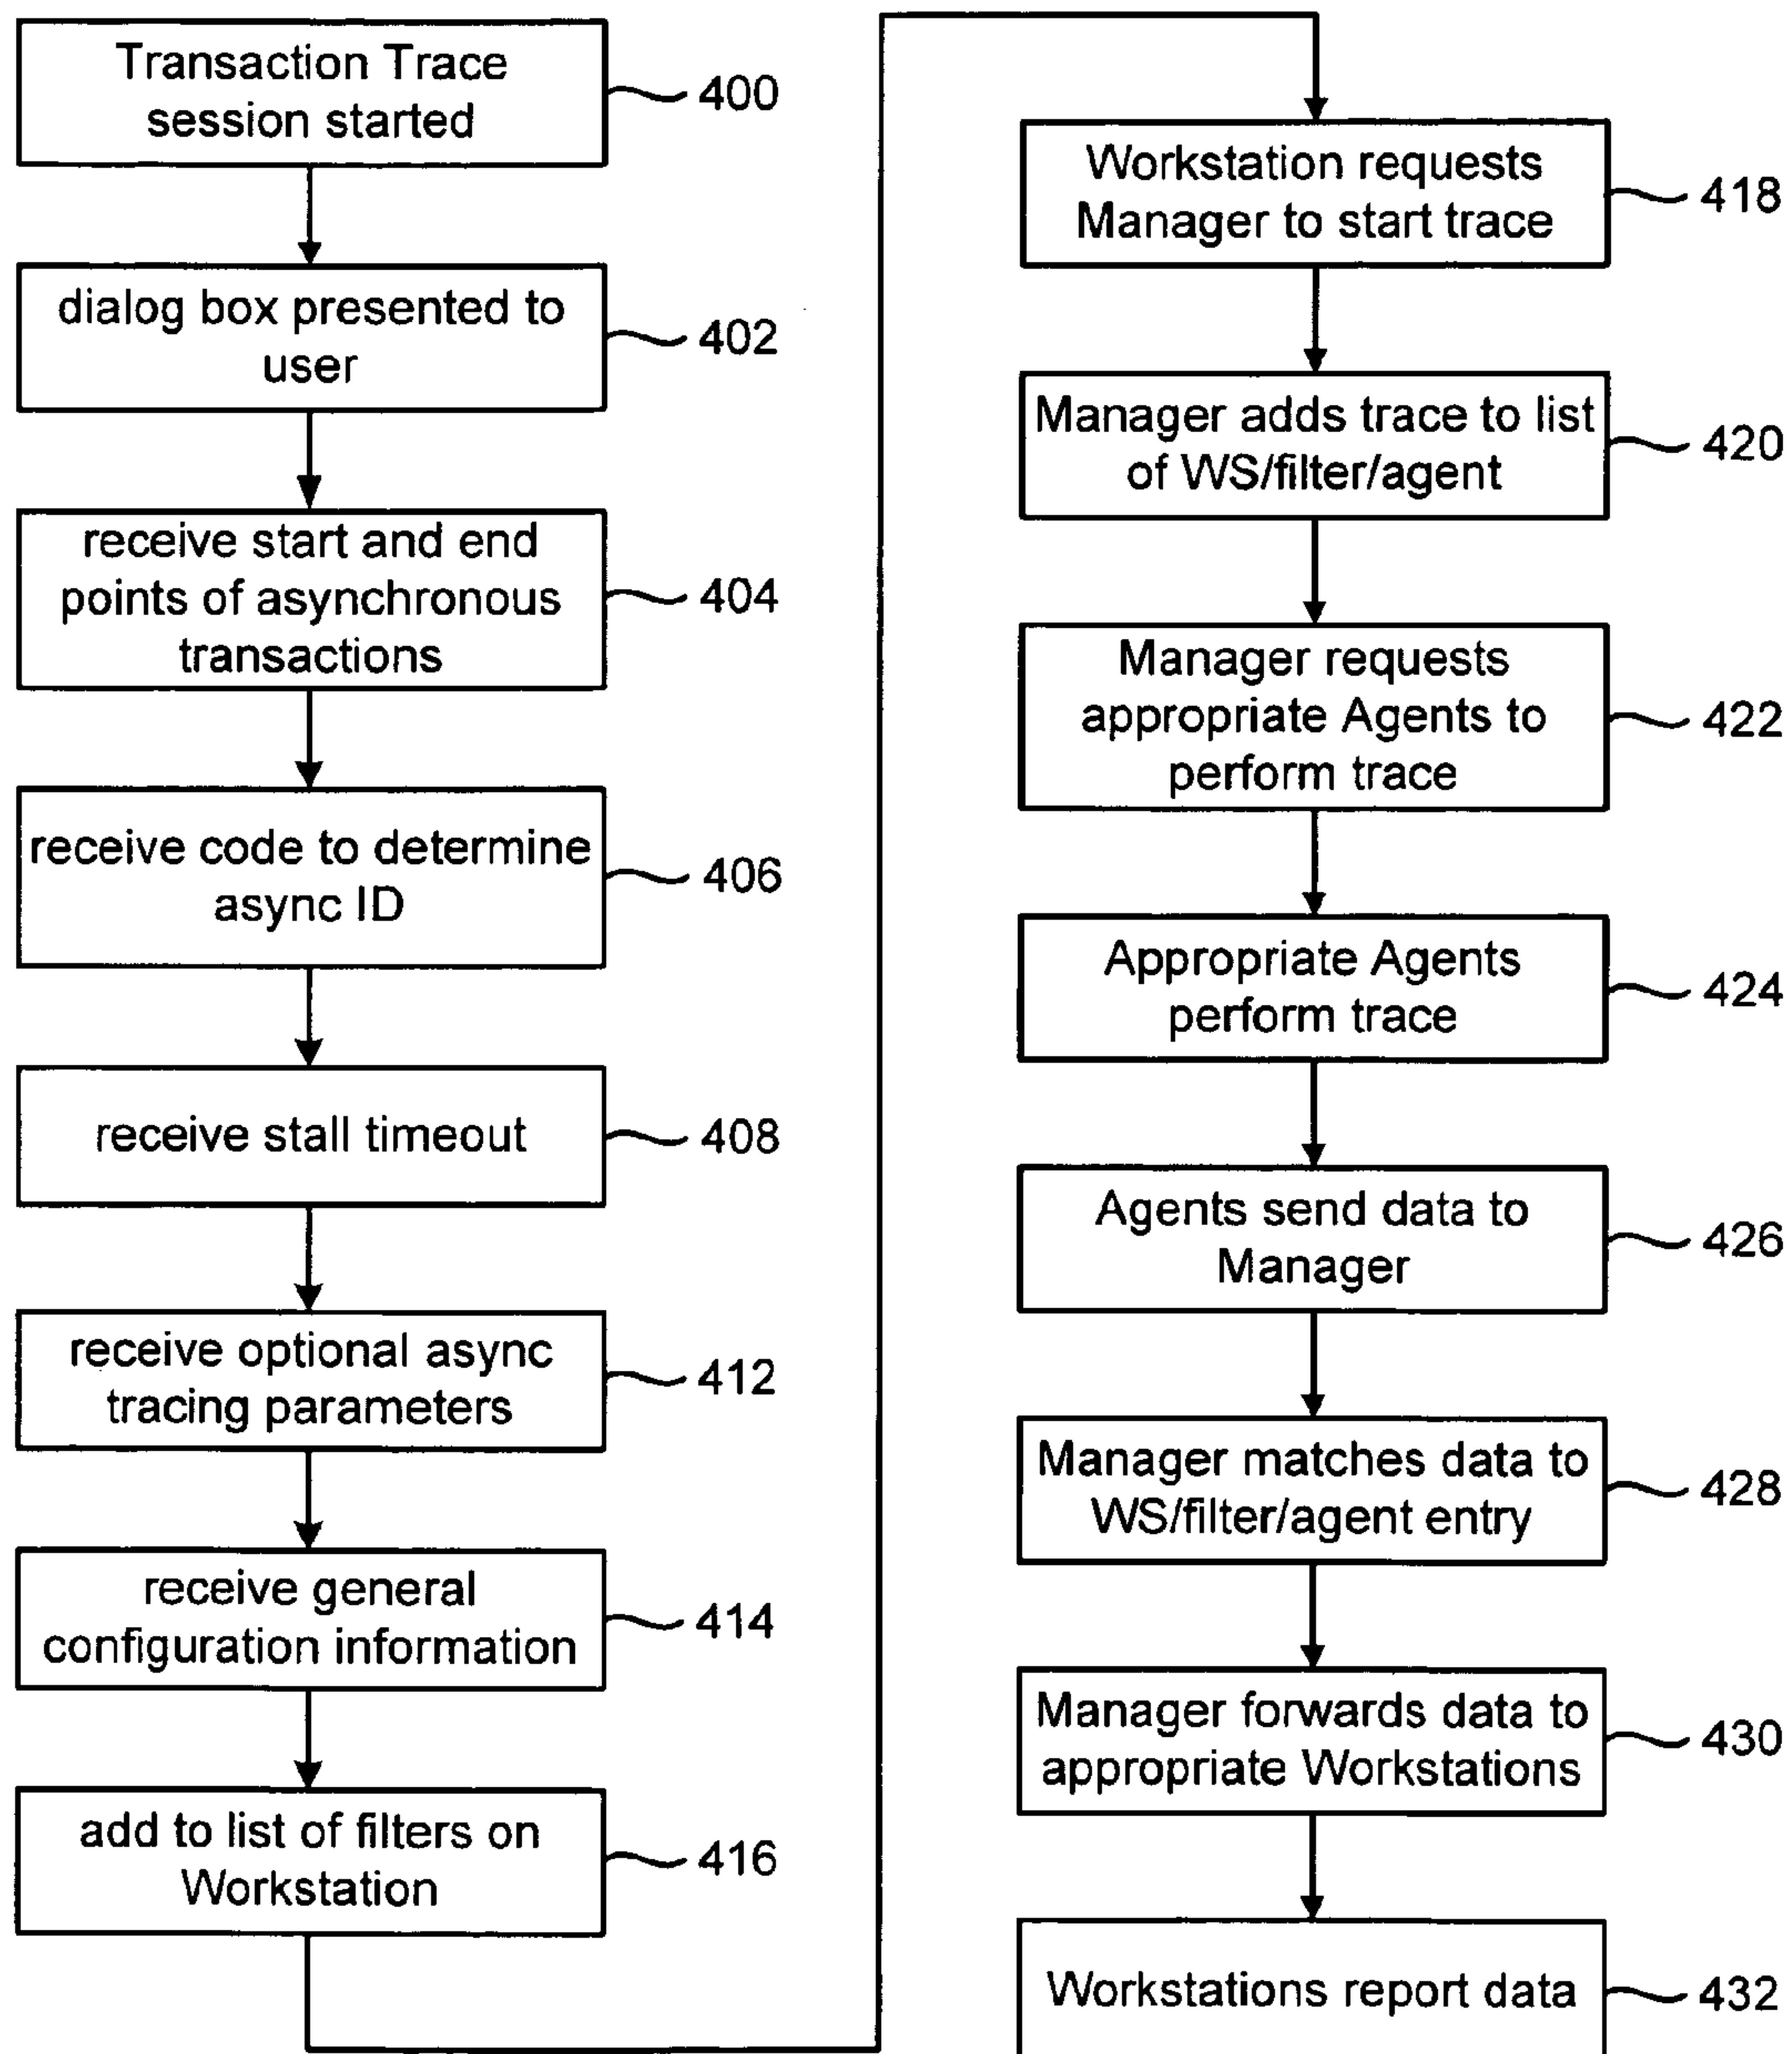 Transaction Trace
session started
400
dialog box presented to
user
402
receive start and end
points of asynchronous
transactions
404
receive code to determine
async ID
406
receive stall timeout
408
receive optional async
tracing parameters
412
receive general
configuration information
414
add to list of filters on
Workstation
416
Workstation requests
Manager to start trace
418
Manager adds trace to list
of WS/filter/agent
420
Manager requests
appropriate Agents to
perform trace
422
Appropriate Agents
perform trace
424
Agents send data to
Manager
426
Manager matches data to
WS/filter/agent entry
428
Manager forwards data to
appropriate Workstations
430
Workstations report data
432